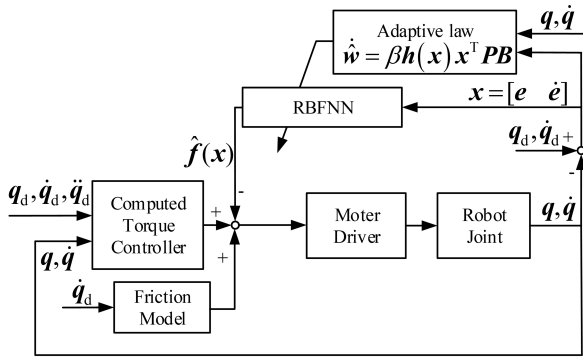 Adaptive law
q, q̇
ŵ̇ = βh(x)xᵀPB
x = [e ė]
RBFNN
q_d, q̇_d +
-
f̂(x)
-
q_d, q̇_d, q̈_d
Computed
Torque
Controller
+
Moter
Driver
Robot
Joint
q, q̇
q, q̇
+
q̇_d
Friction
Model